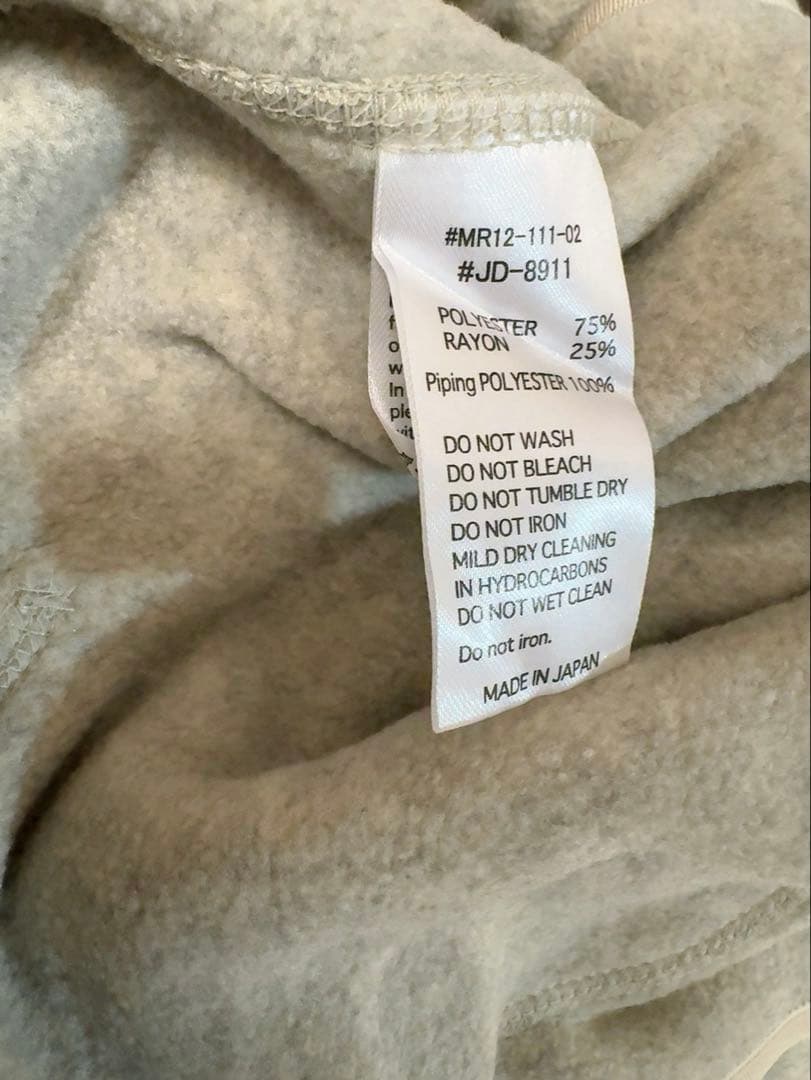 #MR12-111-02
#JD-8911
POLYESTER 75%
RAYON 25%
Piping POLYESTER 100%
DO NOT WASH
DO NOT BLEACH
DO NOT TUMBLE DRY
DO NOT IRON
MILD DRY CLEANING
IN HYDROCARBONS
DO NOT WET CLEAN
Do not iron.
MADE IN JAPAN